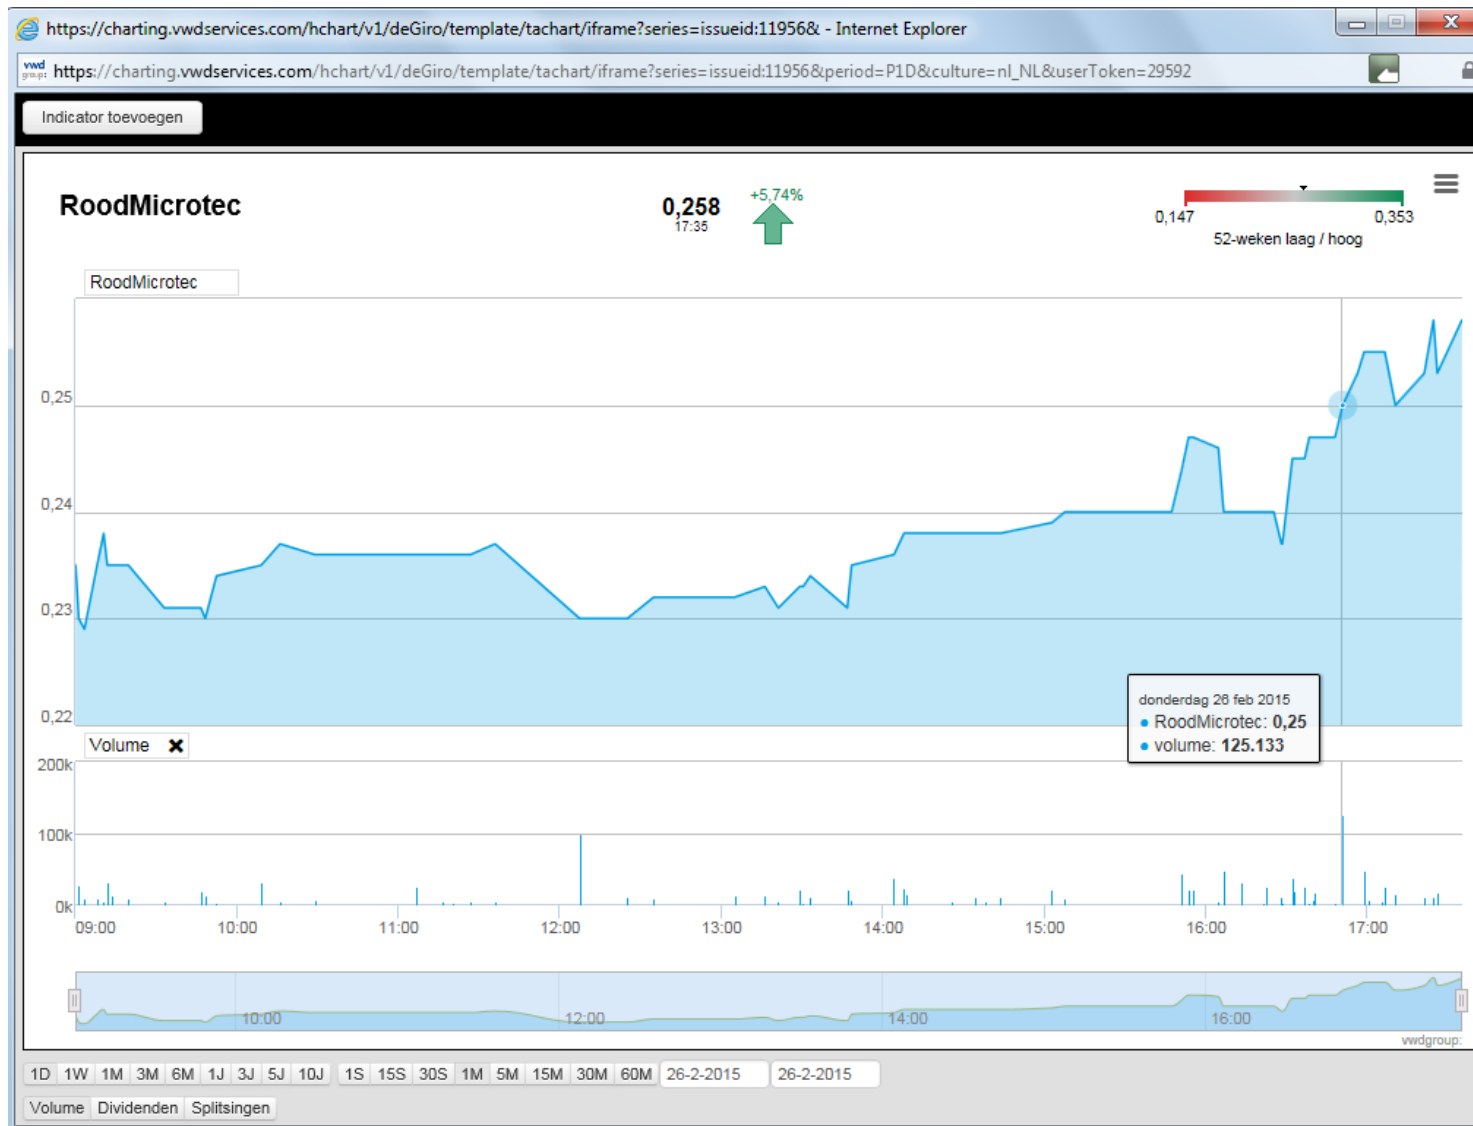 https://charting.vwdservices.com/hchart/v1/deGiro/template/tachart/iframe?series=issueid:11956& - Internet Explorer
vwd group: https://charting.vwdservices.com/hchart/v1/deGiro/template/tachart/iframe?series=issueid:11956&period=P1D&culture=nl_NL&userToken=29592
Indicator toevoegen
RoodMicrotec
0,258
17:35
+5,74%
0,147 0,353
52-weken laag / hoog
RoodMicrotec
0,25
0,24
0,23
0,22
donderdag 26 feb 2015
RoodMicrotec: 0,25
volume: 125.133
Volume
200k
100k
0k
09:00 10:00 11:00 12:00 13:00 14:00 15:00 16:00 17:00
10:00 12:00 14:00 16:00
vwdgroup:
1D 1W 1M 3M 6M 1J 3J 5J 10J 1S 15S 30S 1M 5M 15M 30M 60M 26-2-2015 26-2-2015
Volume Dividenden Splitsingen